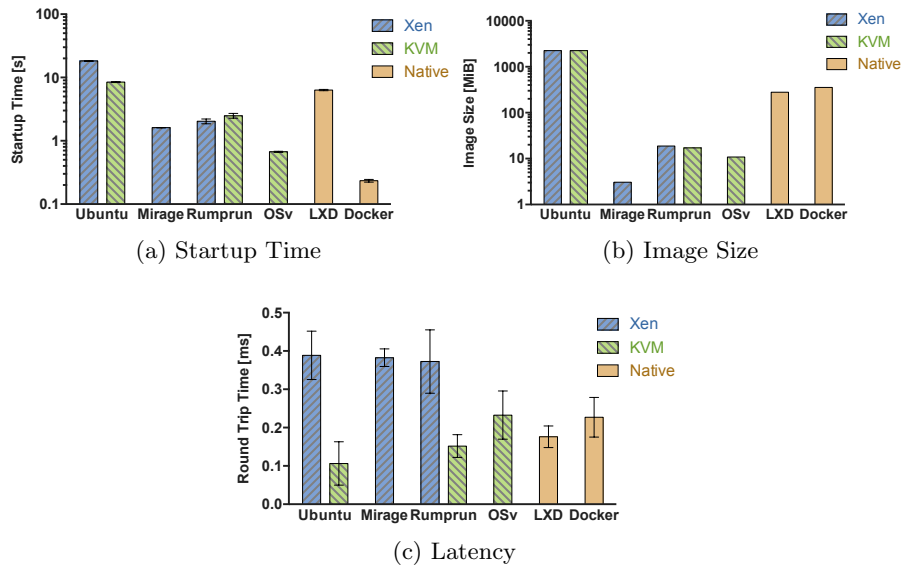 Startup Time [s]
100
10
1
0.1
Xen
KVM
Native
Ubuntu Mirage Rumprun OSv LXD Docker
(a) Startup Time
Image Size [MiB]
10000
1000
100
10
1
Xen
KVM
Native
Ubuntu Mirage Rumprun OSv LXD Docker
(b) Image Size
Round Trip Time [ms]
0.5
0.4
0.3
0.2
0.1
0.0
Xen
KVM
Native
Ubuntu Mirage Rumprun OSv LXD Docker
(c) Latency